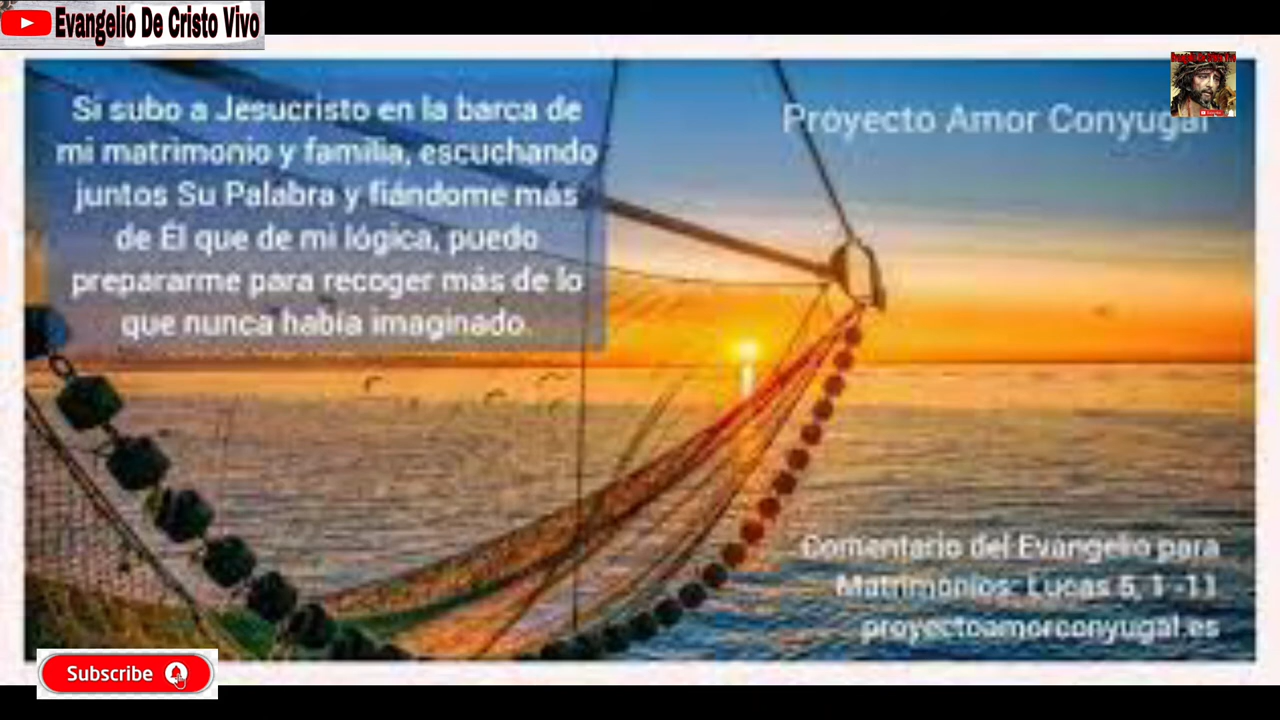 Evangelio De Cristo Vivo
Si subo a Jesucristo en la barca de
mi matrimonio y familia, escuchando
juntos Su Palabra y fiándome más
de Él que de mi lógica, puedo
prepararme para recoger más de lo
que nunca había imaginado.
Proyecto Amor Conyugal
Comentario del Evangelio para
Matrimonios: Lucas 5, 1 -11
proyectoamorconyugal.es
Subscribe